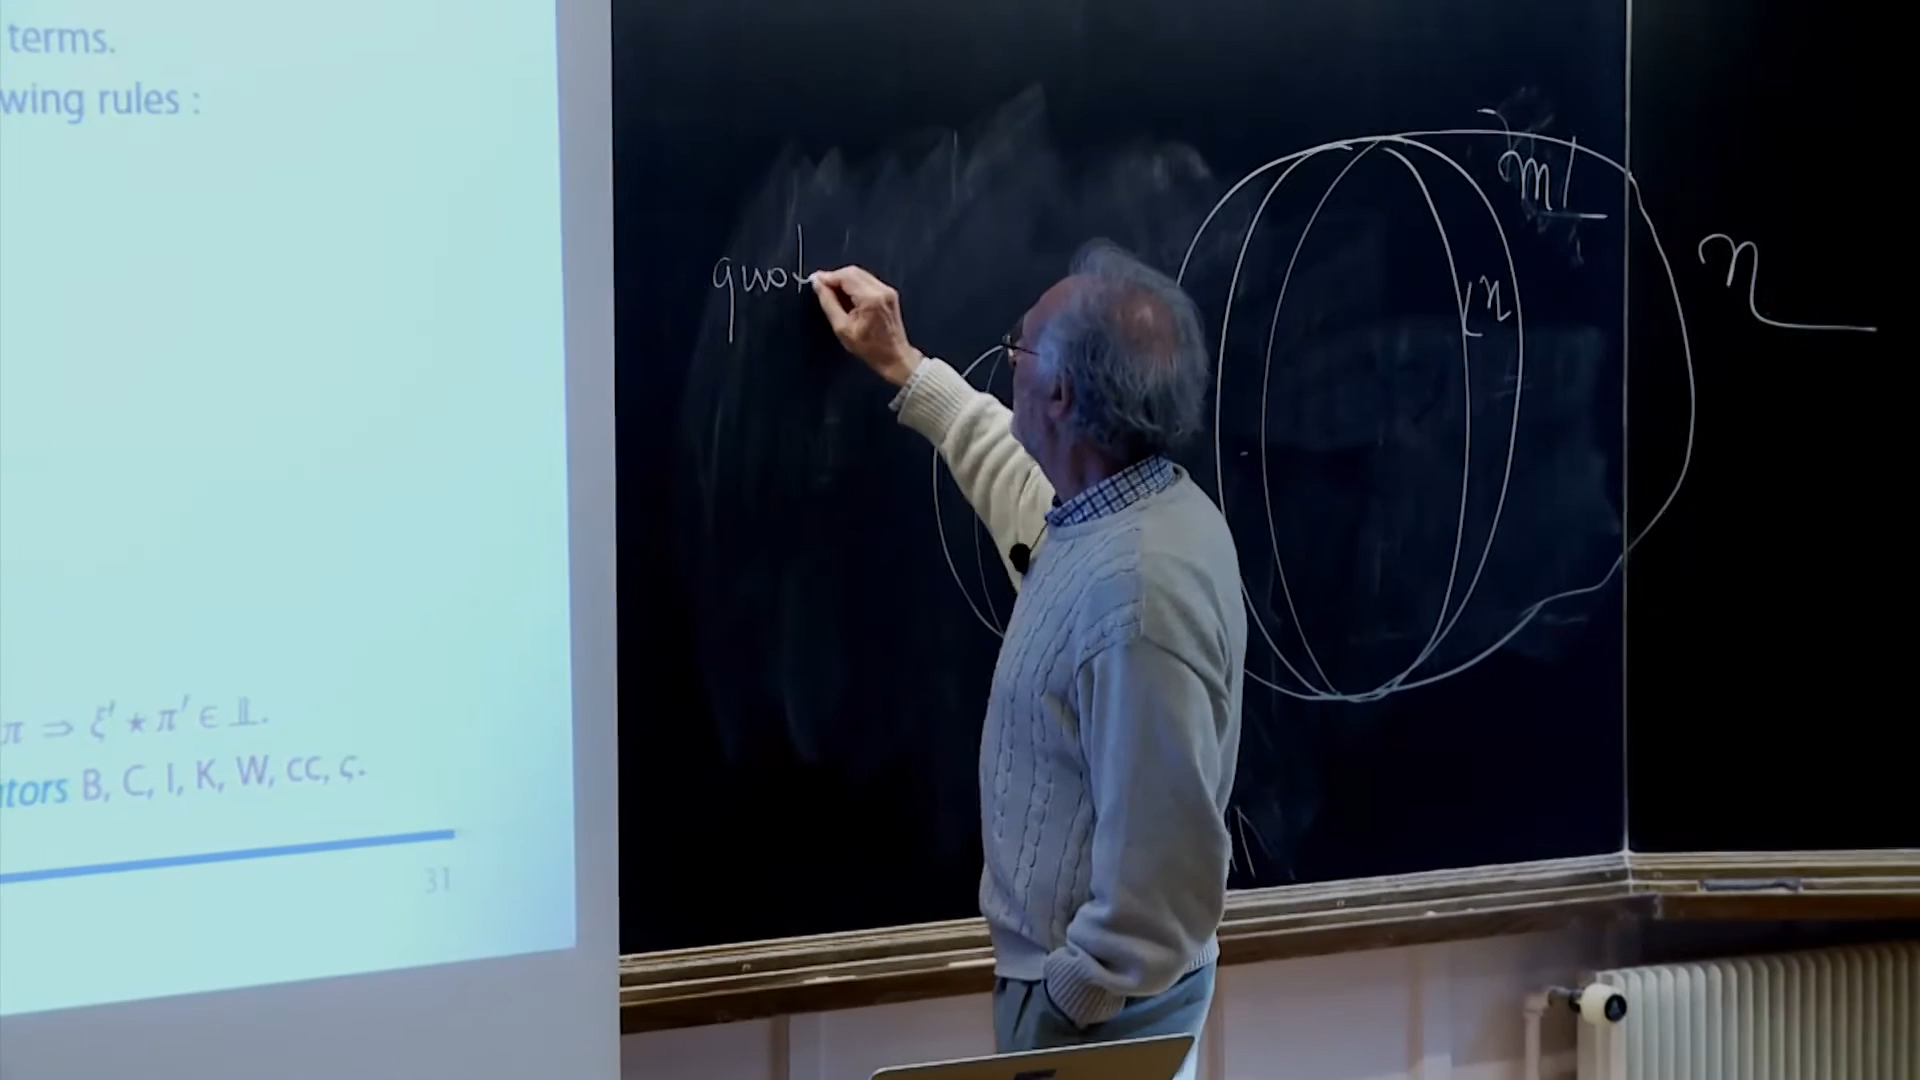 terms.
wing rules :
π ⇒ ξ′ ⋆ π′ ∈ ⫫.
tors B, C, I, K, W, cc, ς.
31
quot
m
n
n